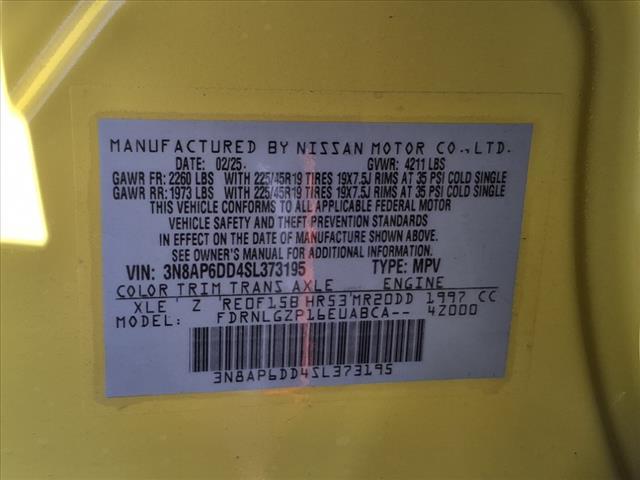 MANUFACTURED BY NISSAN MOTOR CO., LTD.
DATE: 02/25. GVWR: 4211 LBS
GAWR FR: 2260 LBS WITH 225/45R19 TIRES 19X7.5J RIMS AT 35 PSI COLD SINGLE
GAWR RR: 1973 LBS WITH 225/45R19 TIRES 19X7.5J RIMS AT 35 PSI COLD SINGLE
THIS VEHICLE CONFORMS TO ALL APPLICABLE FEDERAL MOTOR
VEHICLE SAFETY AND THEFT PREVENTION STANDARDS
IN EFFECT ON THE DATE OF MANUFACTURE SHOWN ABOVE.
SEE OWNER'S MANUAL FOR ADDITIONAL INFORMATION.
VIN: 3N8AP6DD4SL373195 TYPE: MPV
COLOR TRIM TRANS AXLE ENGINE
XLE Z RE0F15B HR53 MR20DD 1997 CC
MODEL: FDRNLGZP16EUABCA-- 4Z000
3N8AP6DD4SL373195